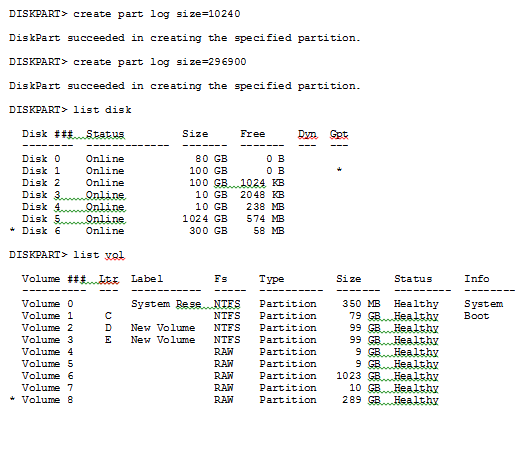 DISKPART> create part log size=10240
DiskPart succeeded in creating the specified partition.
DISKPART> create part log size=296900
DiskPart succeeded in creating the specified partition.
DISKPART> list disk
Disk ### Status Size Free Dyn Gpt
-------- ------------- ------- ------- --- ---
Disk 0 Online 80 GB 0 B
Disk 1 Online 100 GB 0 B *
Disk 2 Online 100 GB 1024 KB
Disk 3 Online 10 GB 2048 KB
Disk 4 Online 10 GB 238 MB
Disk 5 Online 1024 GB 574 MB
* Disk 6 Online 300 GB 58 MB
DISKPART> list vol
Volume ### Ltr Label Fs Type Size Status Info
---------- --- ----------- ----- ---------- ------- --------- --------
Volume 0 System Rese NTFS Partition 350 MB Healthy System
Volume 1 C NTFS Partition 79 GB Healthy Boot
Volume 2 D New Volume NTFS Partition 99 GB Healthy
Volume 3 E New Volume NTFS Partition 99 GB Healthy
Volume 4 RAW Partition 9 GB Healthy
Volume 5 RAW Partition 9 GB Healthy
Volume 6 RAW Partition 1023 GB Healthy
Volume 7 RAW Partition 10 GB Healthy
* Volume 8 RAW Partition 289 GB Healthy